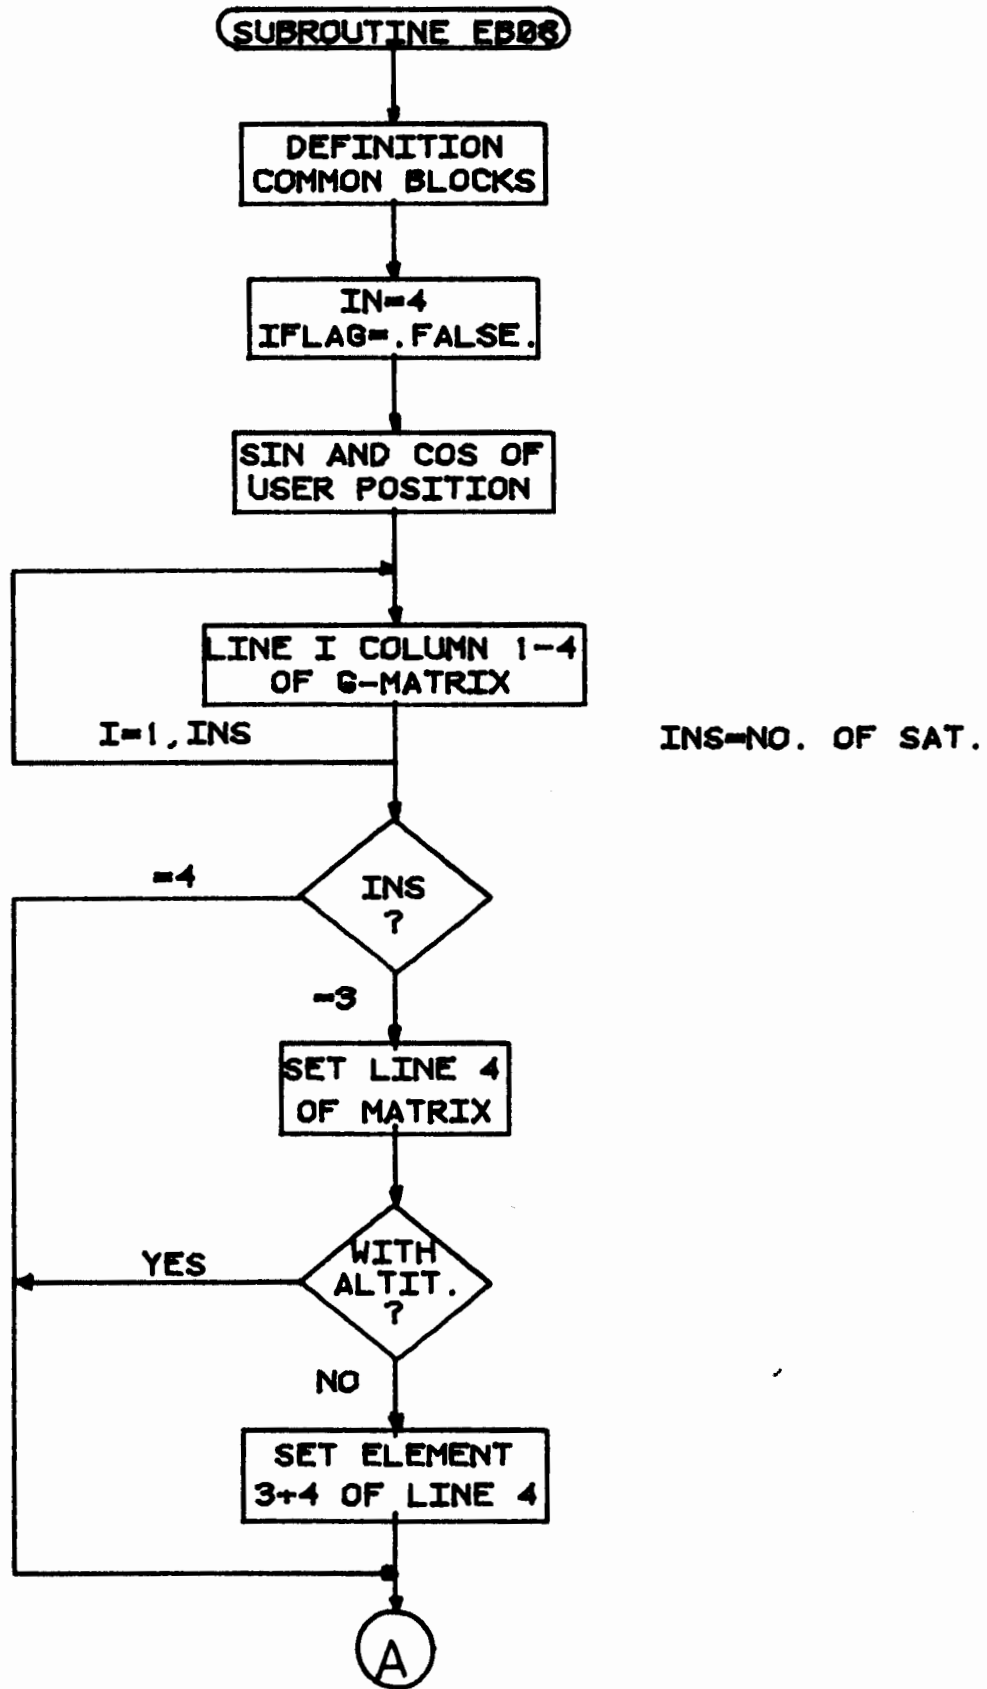 SUBROUTINE EB08
DEFINITION
COMMON BLOCKS
IN=4
IFLAG=.FALSE.
SIN AND COS OF
USER POSITION
LINE I COLUMN 1-4
OF G-MATRIX
I=1,INS
INS=NO. OF SAT.
=4
INS
?
=3
SET LINE 4
OF MATRIX
YES
WITH
ALTIT.
?
NO
SET ELEMENT
3+4 OF LINE 4
A